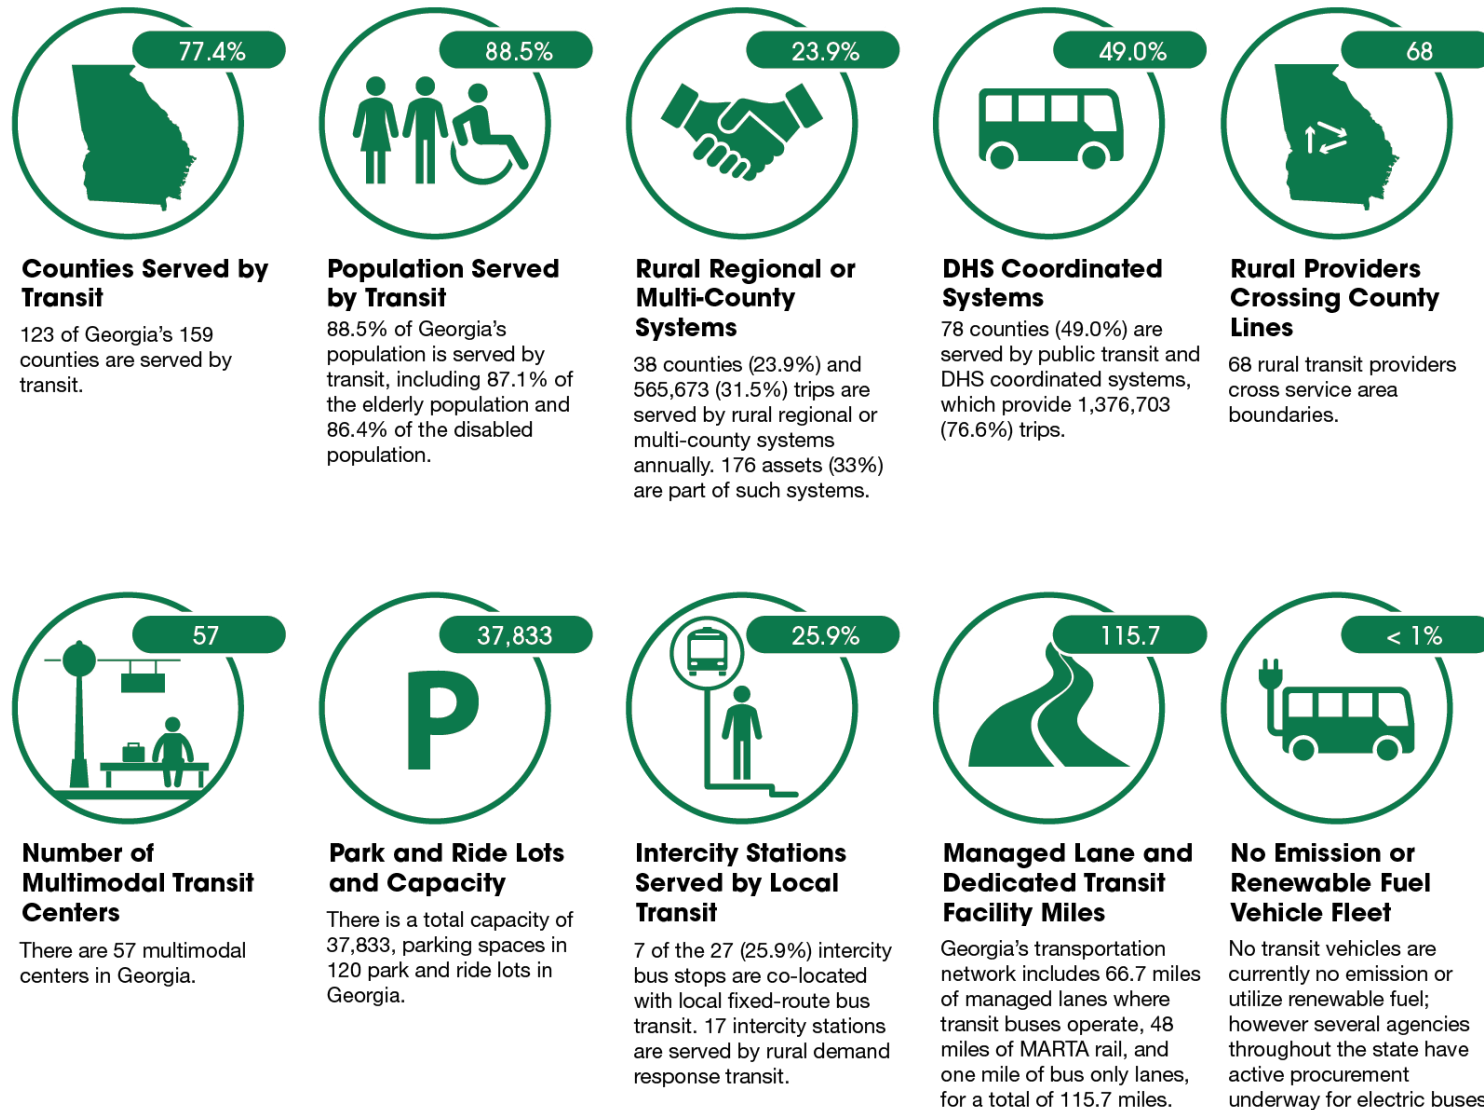 77.4%
Counties Served by
Transit
123 of Georgia's 159
counties are served by
transit.
88.5%
Population Served
by Transit
88.5% of Georgia's
population is served by
transit, including 87.1% of
the elderly population and
86.4% of the disabled
population.
23.9%
Rural Regional or
Multi-County
Systems
38 counties (23.9%) and
565,673 (31.5%) trips are
served by rural regional or
multi-county systems
annually. 176 assets (33%)
are part of such systems.
49.0%
DHS Coordinated
Systems
78 counties (49.0%) are
served by public transit and
DHS coordinated systems,
which provide 1,376,703
(76.6%) trips.
68
Rural Providers
Crossing County
Lines
68 rural transit providers
cross service area
boundaries.
57
Number of
Multimodal Transit
Centers
There are 57 multimodal
centers in Georgia.
37,833
P
Park and Ride Lots
and Capacity
There is a total capacity of
37,833, parking spaces in
120 park and ride lots in
Georgia.
25.9%
Intercity Stations
Served by Local
Transit
7 of the 27 (25.9%) intercity
bus stops are co-located
with local fixed-route bus
transit. 17 intercity stations
are served by rural demand
response transit.
115.7
Managed Lane and
Dedicated Transit
Facility Miles
Georgia's transportation
network includes 66.7 miles
of managed lanes where
transit buses operate, 48
miles of MARTA rail, and
one mile of bus only lanes,
for a total of 115.7 miles.
< 1%
No Emission or
Renewable Fuel
Vehicle Fleet
No transit vehicles are
currently no emission or
utilize renewable fuel;
however several agencies
throughout the state have
active procurement
underway for electric buses